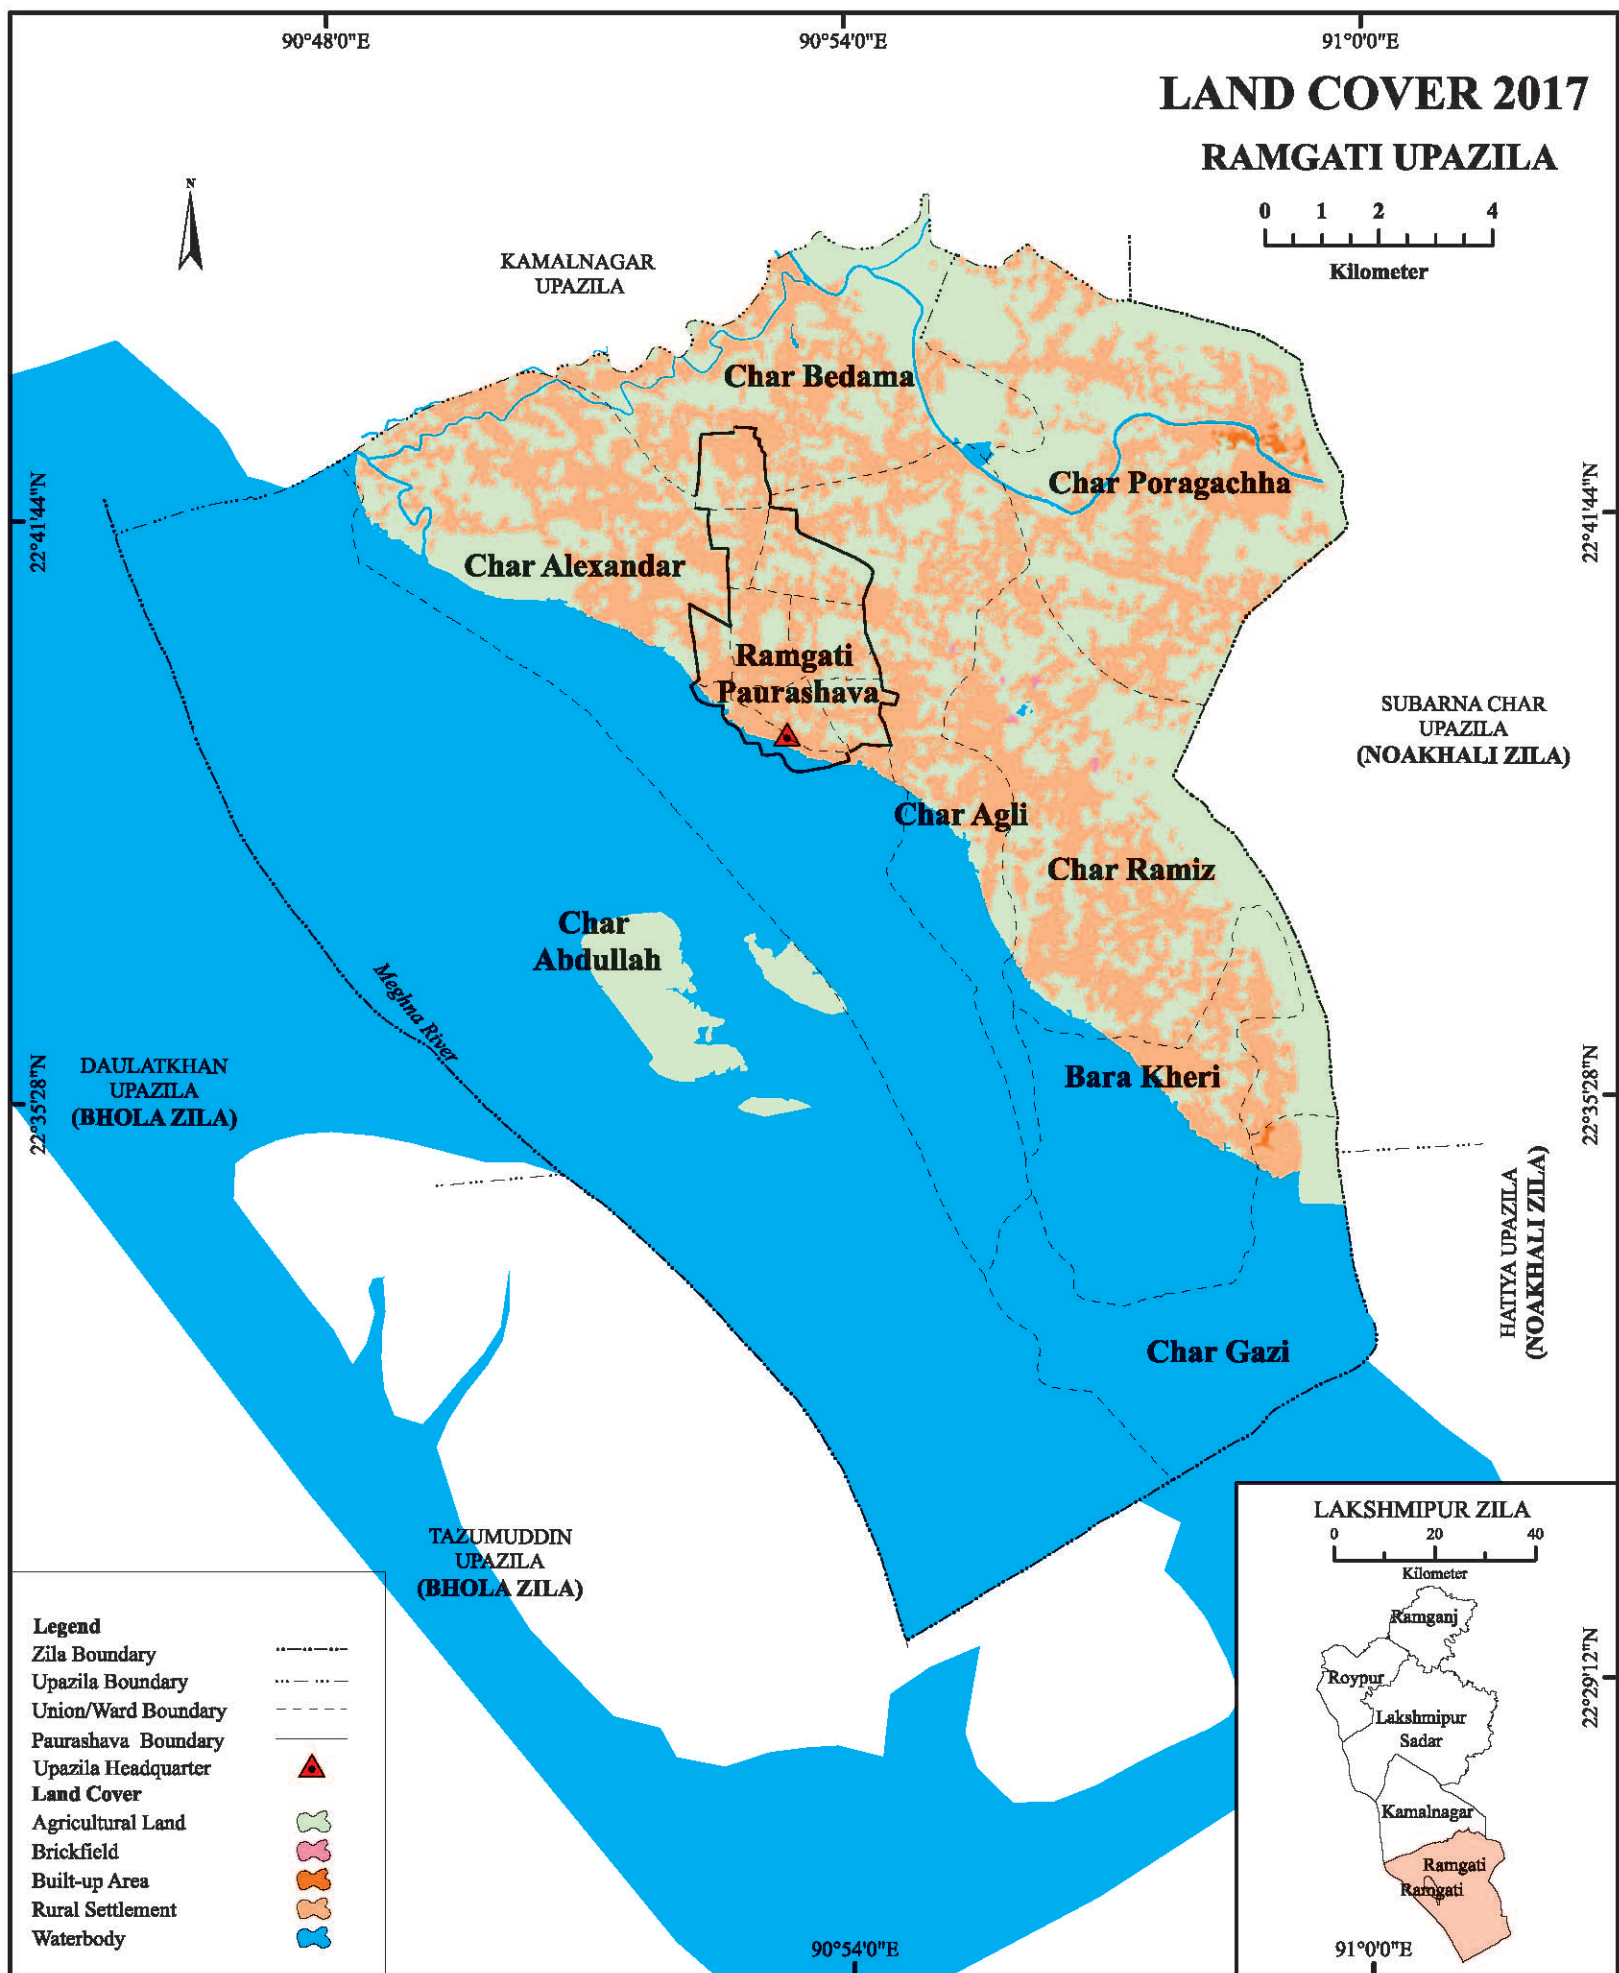 90°48'0"E
90°54'0"E
91°0'0"E
LAND COVER 2017
RAMGATI UPAZILA
0 1 2 4
Kilometer
N
KAMALNAGAR
UPAZILA
Char Bedama
Char Poragachha
22°41'44"N
22°41'44"N
Char Alexandar
Ramgati
Paurashava
SUBARNA CHAR
UPAZILA
(NOAKHALI ZILA)
Char Agli
Char Ramiz
Char
Abdullah
Meghna River
DAULATKHAN
UPAZILA
(BHOLA ZILA)
22°35'28"N
Bara Kheri
22°35'28"N
HATIYA UPAZILA
(NOAKHALI ZILA)
Char Gazi
TAZUMUDDIN
UPAZILA
(BHOLA ZILA)
Legend
Zila Boundary
Upazila Boundary
Union/Ward Boundary
Paurashava Boundary
Upazila Headquarter
Land Cover
Agricultural Land
Brickfield
Built-up Area
Rural Settlement
Waterbody
LAKSHMIPUR ZILA
0 20 40
Kilometer
Ramganj
Roypur
Lakshmipur
Sadar
Kamalnagar
Ramgati
Ramgati
22°29'12"N
90°54'0"E
91°0'0"E